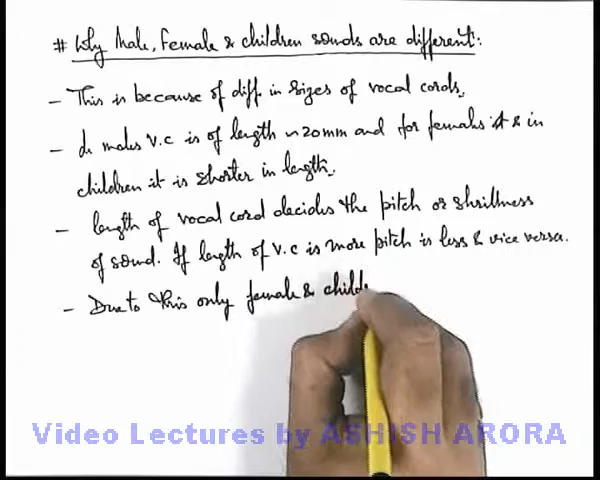 # Why Male, Female & children sounds are different:
- This is because of diff. in sizes of vocal cords.
- In males V.C is of length ~20mm and for females it & in
children it is shorter in length.
- length of vocal cord decides the pitch or shrillness
of sound. If length of V.C is more pitch is less & vice versa.
- Due to this only female & child
Video Lectures by ASHISH ARORA